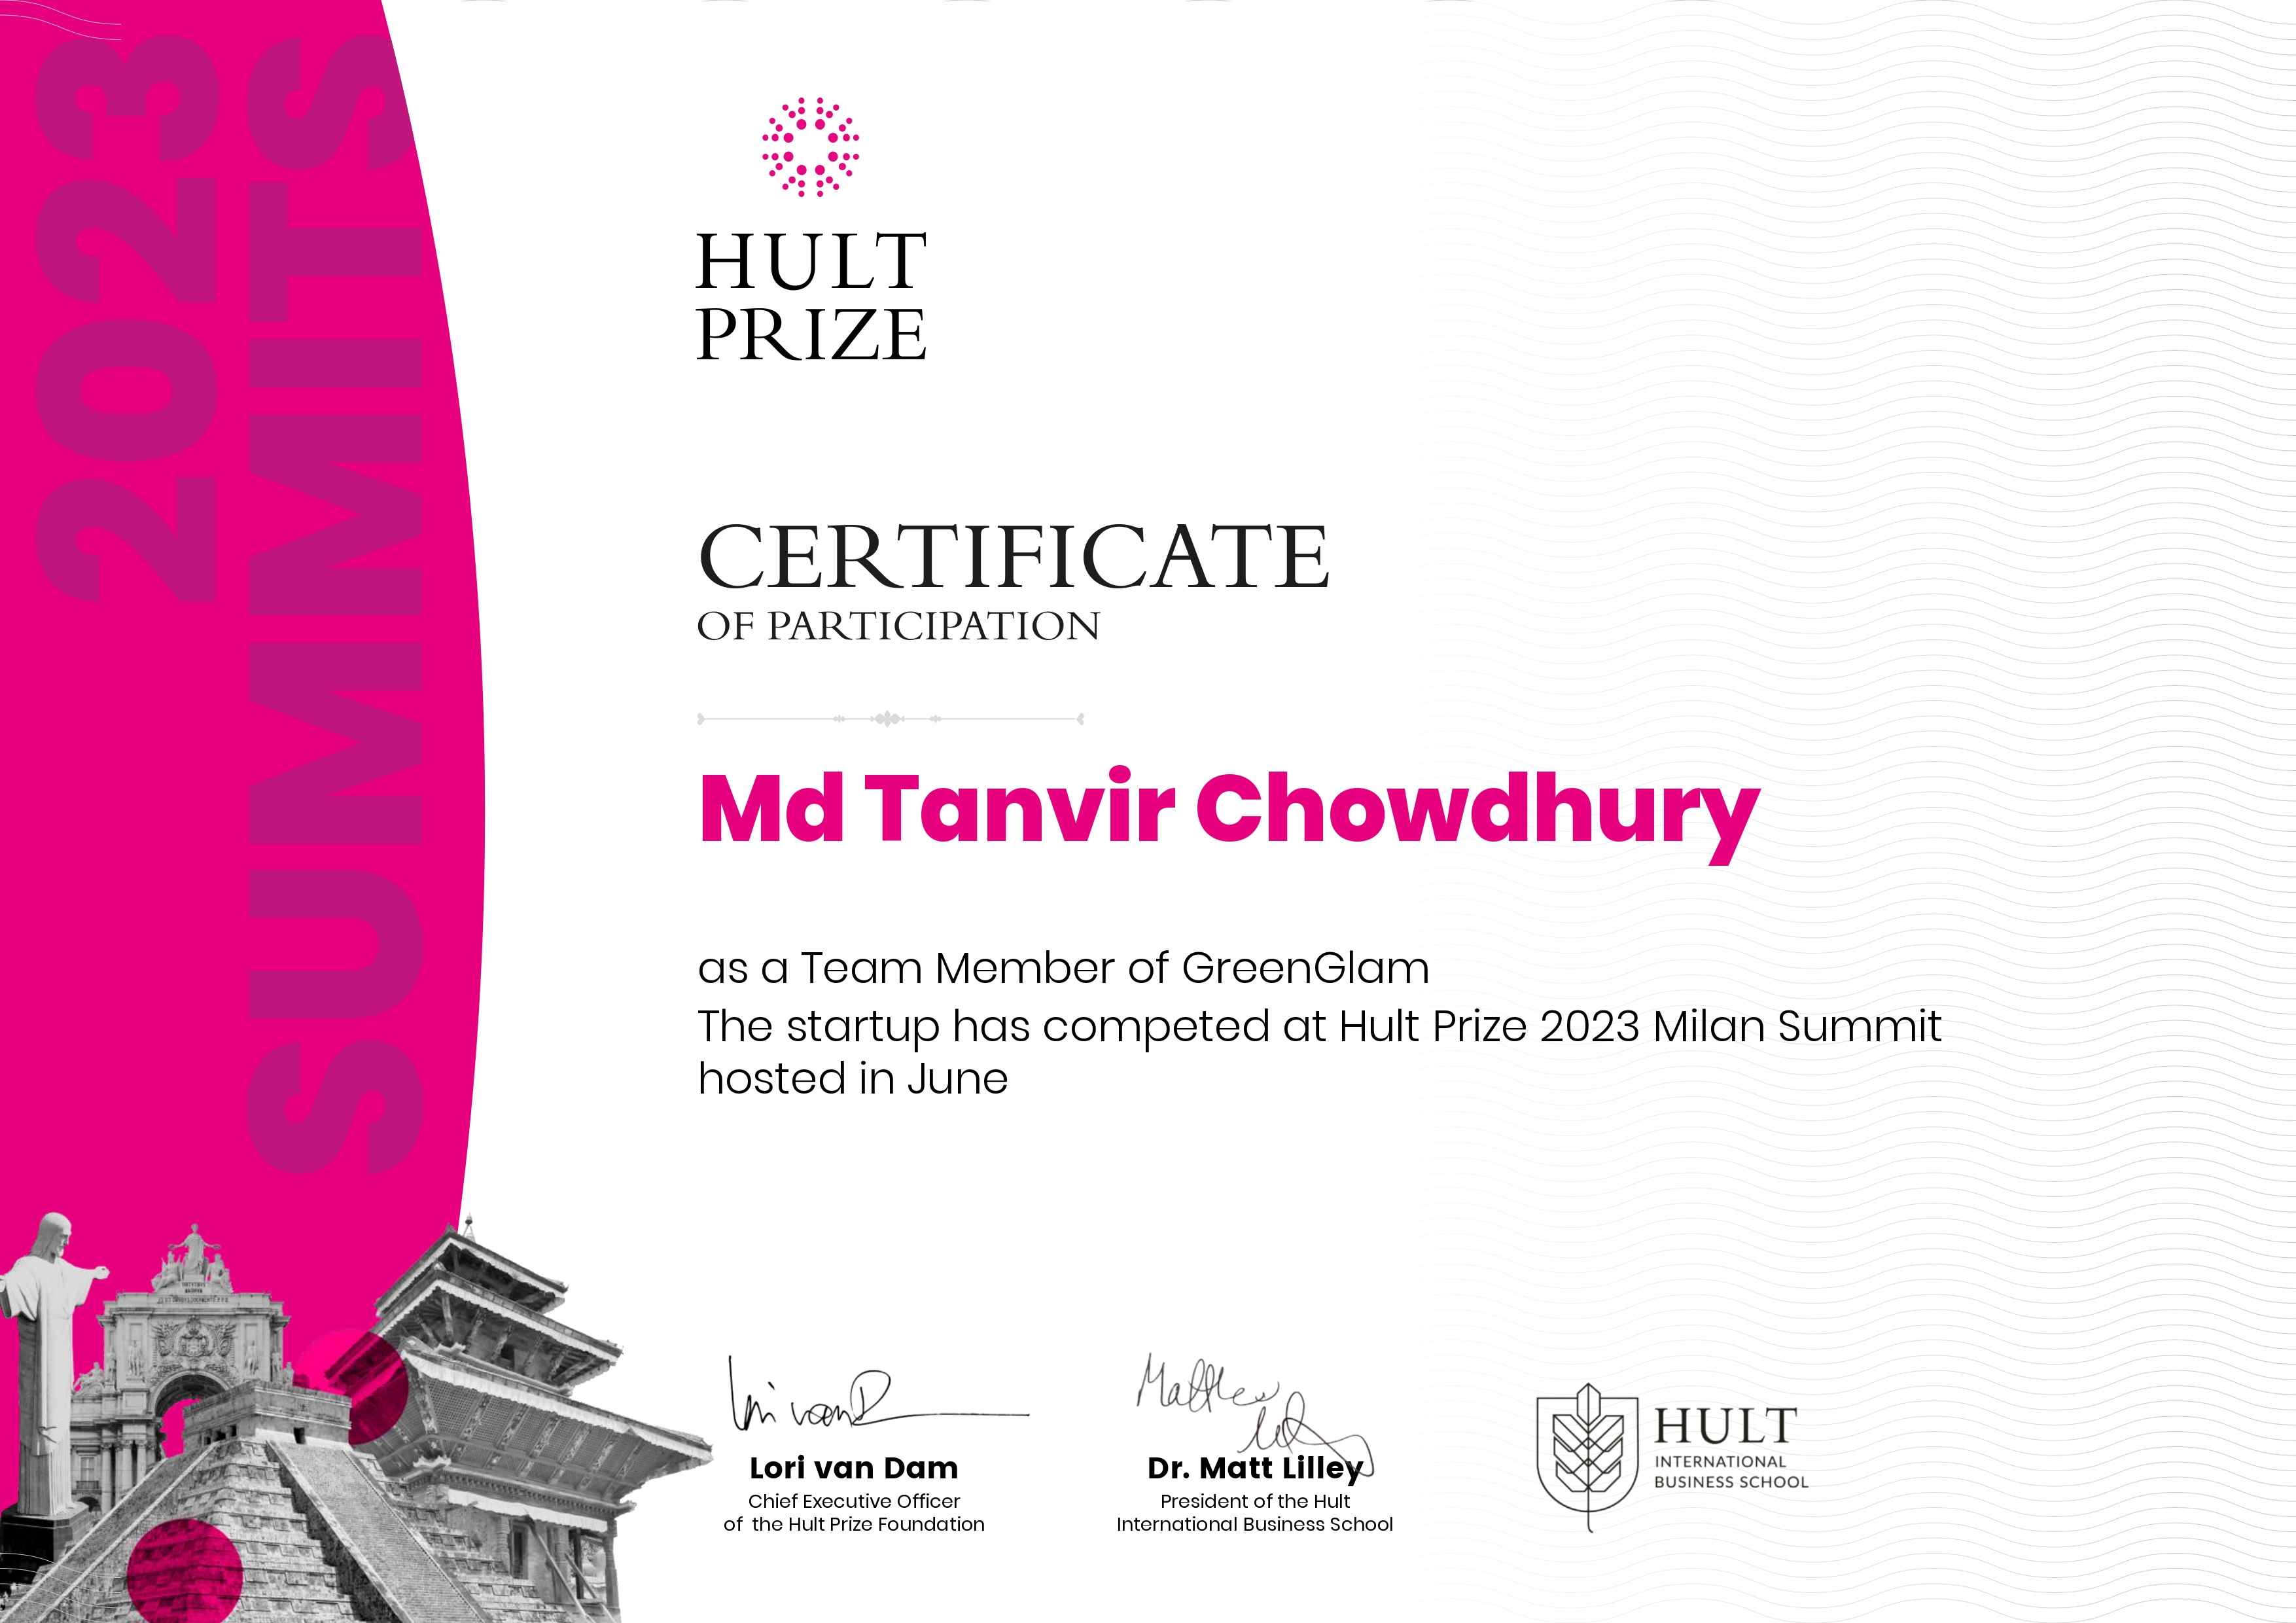 2023
SUMMITS
HULT
PRIZE
CERTIFICATE
OF PARTICIPATION
Md Tanvir Chowdhury
as a Team Member of GreenGlam
The startup has competed at Hult Prize 2023 Milan Summit
hosted in June
Lori van Dam
Chief Executive Officer
of the Hult Prize Foundation
Dr. Matt Lilley
President of the Hult
International Business School
HULT
INTERNATIONAL
BUSINESS SCHOOL